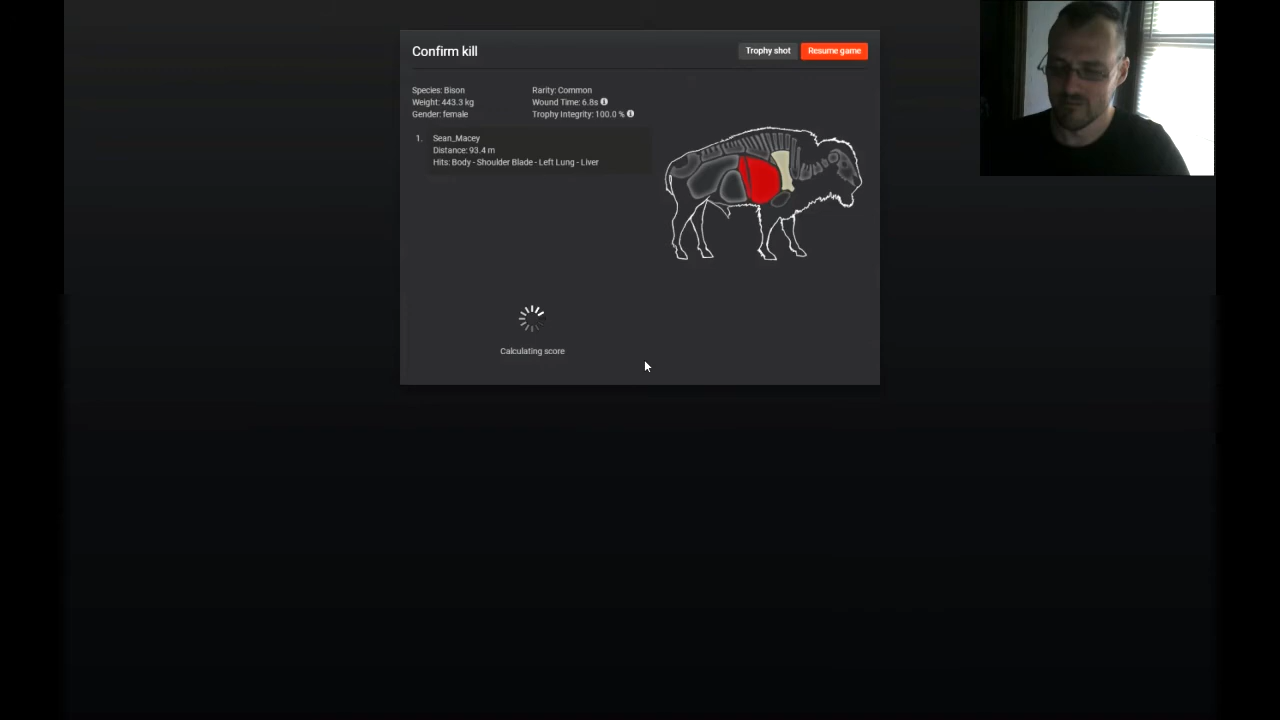 Confirm kill
Trophy shot
Resume game
Species: Bison
Weight: 443.3 kg
Gender: female
Rarity: Common
Wound Time: 6.8s
Trophy Integrity: 100.0 %
1. Sean_Macey
Distance: 93.4 m
Hits: Body - Shoulder Blade - Left Lung - Liver
Calculating score